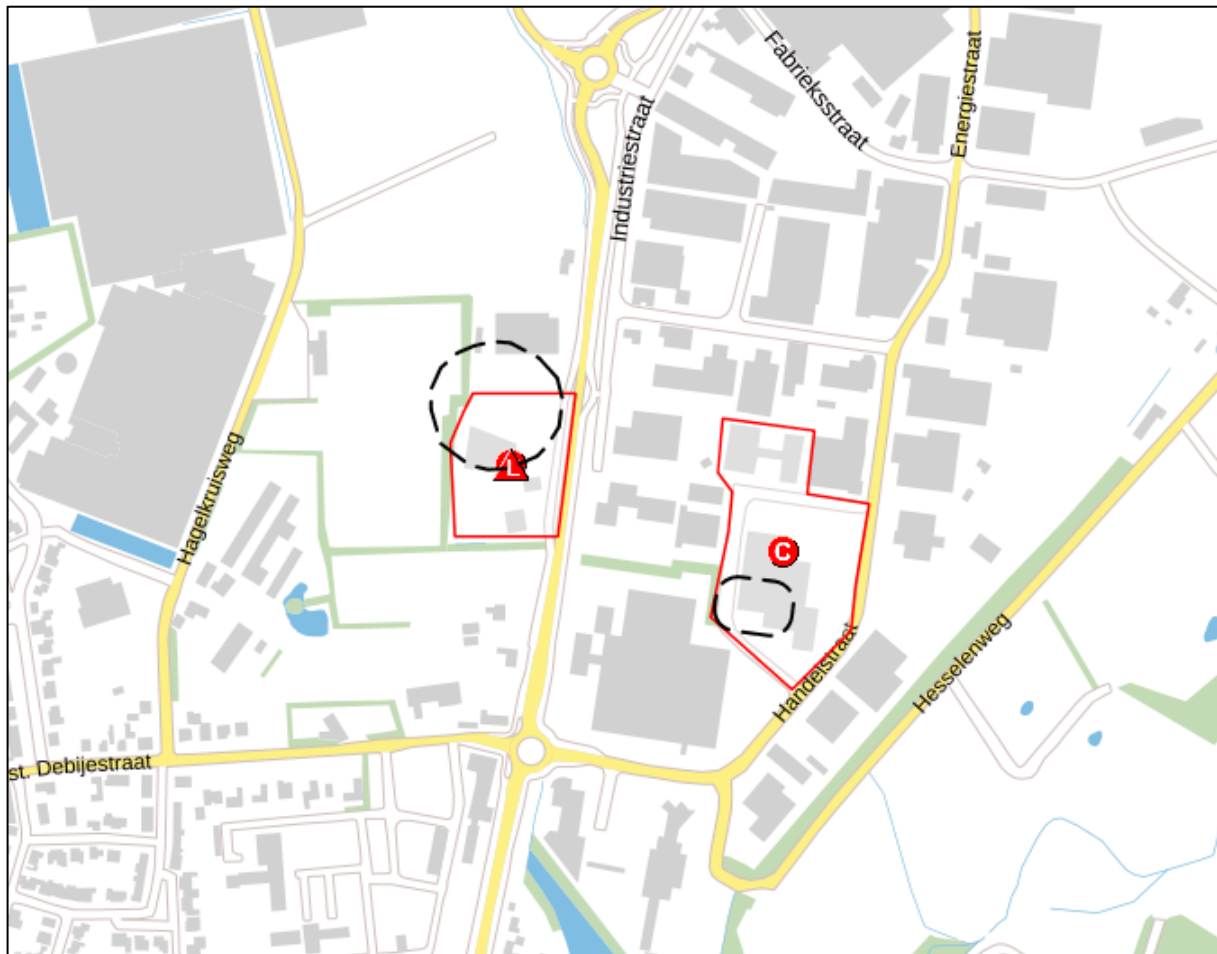 Fabrieksstraat
Energiestraat
Industriestraat
Hagelkruisweg
L
C
Handelstraat
Hesselenweg
st. Debijestraat